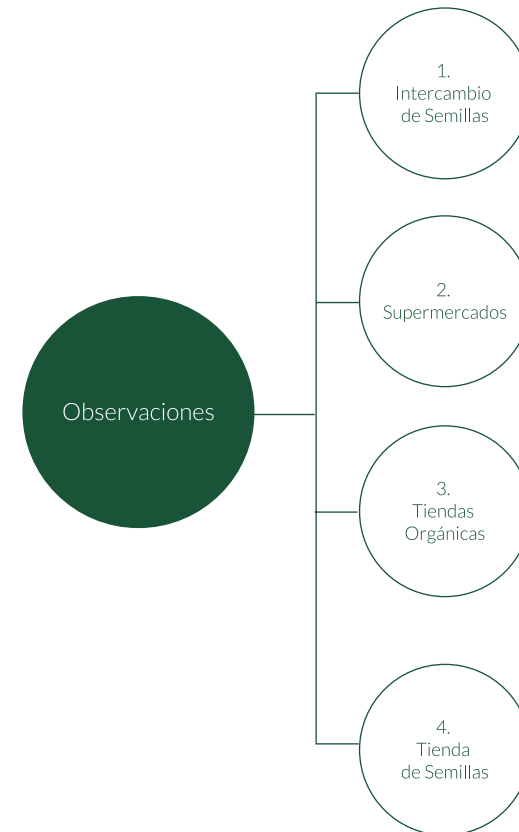 Observaciones
1.
Intercambio
de Semillas
2.
Supermercados
3.
Tiendas
Orgánicas
4.
Tienda
de Semillas